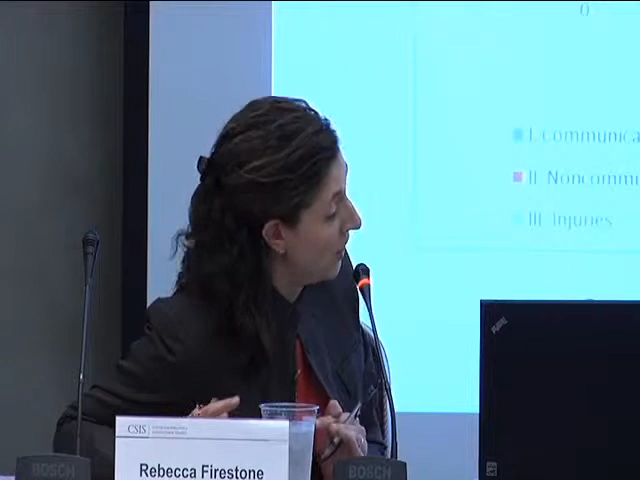 0
I. communica
II. Noncommu
III. Injuries
CSIS
Rebecca Firestone
BOSCH
BOSCH